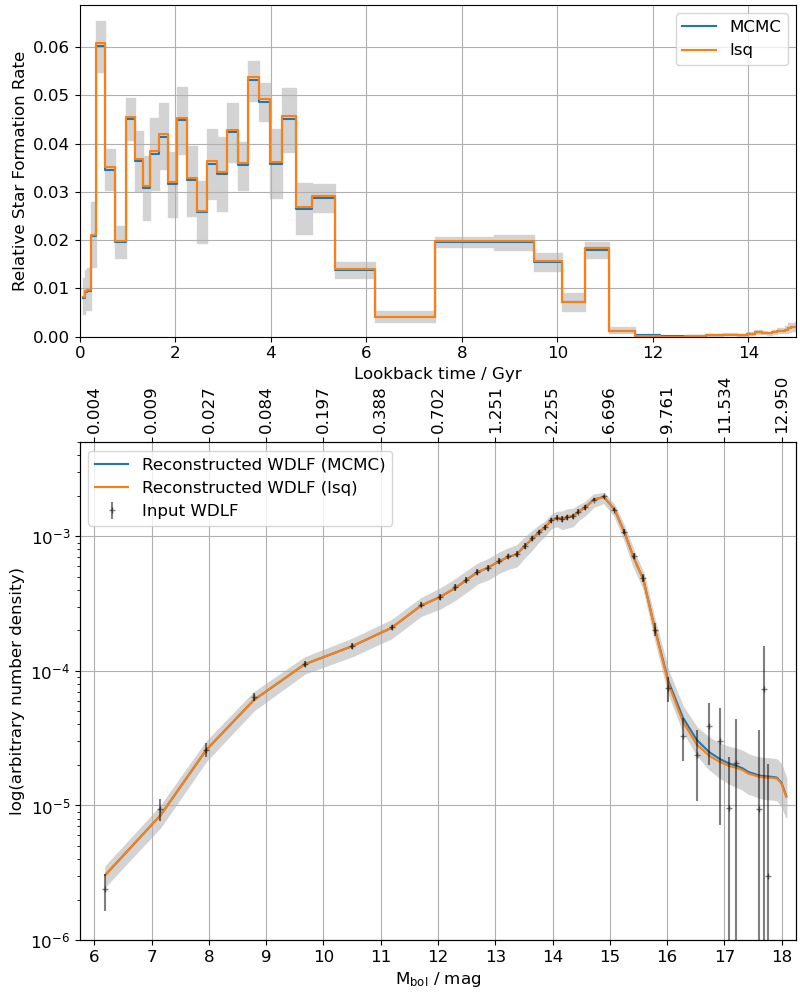 Relative Star Formation Rate
0.06
0.05
0.04
0.03
0.02
0.01
0.00
MCMC
lsq
0 2 4 6 8 10 12 14
Lookback time / Gyr
0.004 0.009 0.027 0.084 0.197 0.388 0.702 1.251 2.255 6.696 9.761 11.534 12.950
Reconstructed WDLF (MCMC)
Reconstructed WDLF (lsq)
Input WDLF
log(arbitrary number density)
10⁻³
10⁻⁴
10⁻⁵
10⁻⁶
6 7 8 9 10 11 12 13 14 15 16 17 18
M_bol / mag